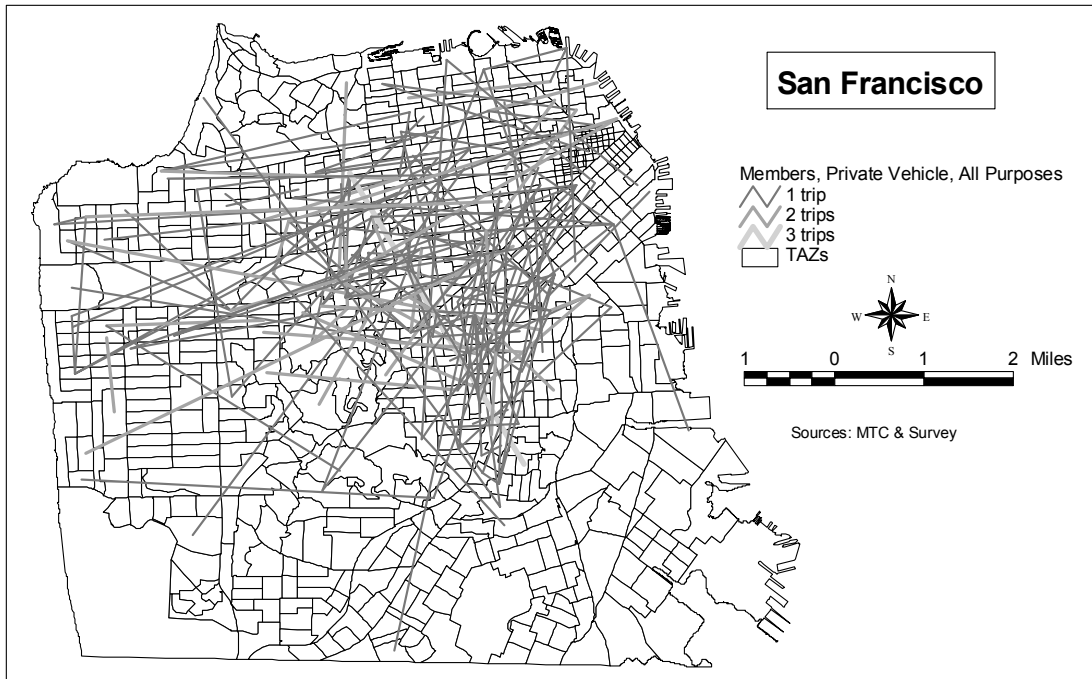 San Francisco
Members, Private Vehicle, All Purposes
1 trip
2 trips
3 trips
TAZs
N
W E
S
1 0 1 2 Miles
Sources: MTC & Survey